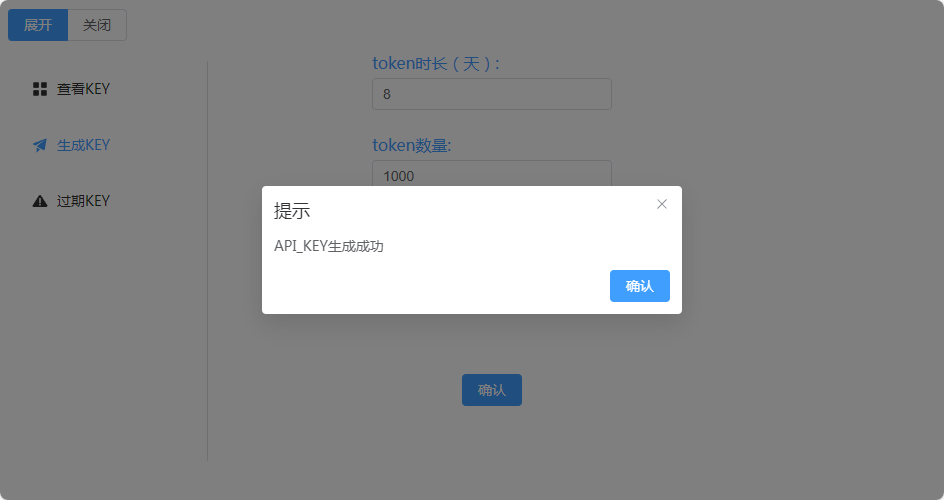 展开 关闭
查看KEY
生成KEY
过期KEY
token时长（天）:
8
token数量:
1000
提示
API_KEY生成成功
确认
确认